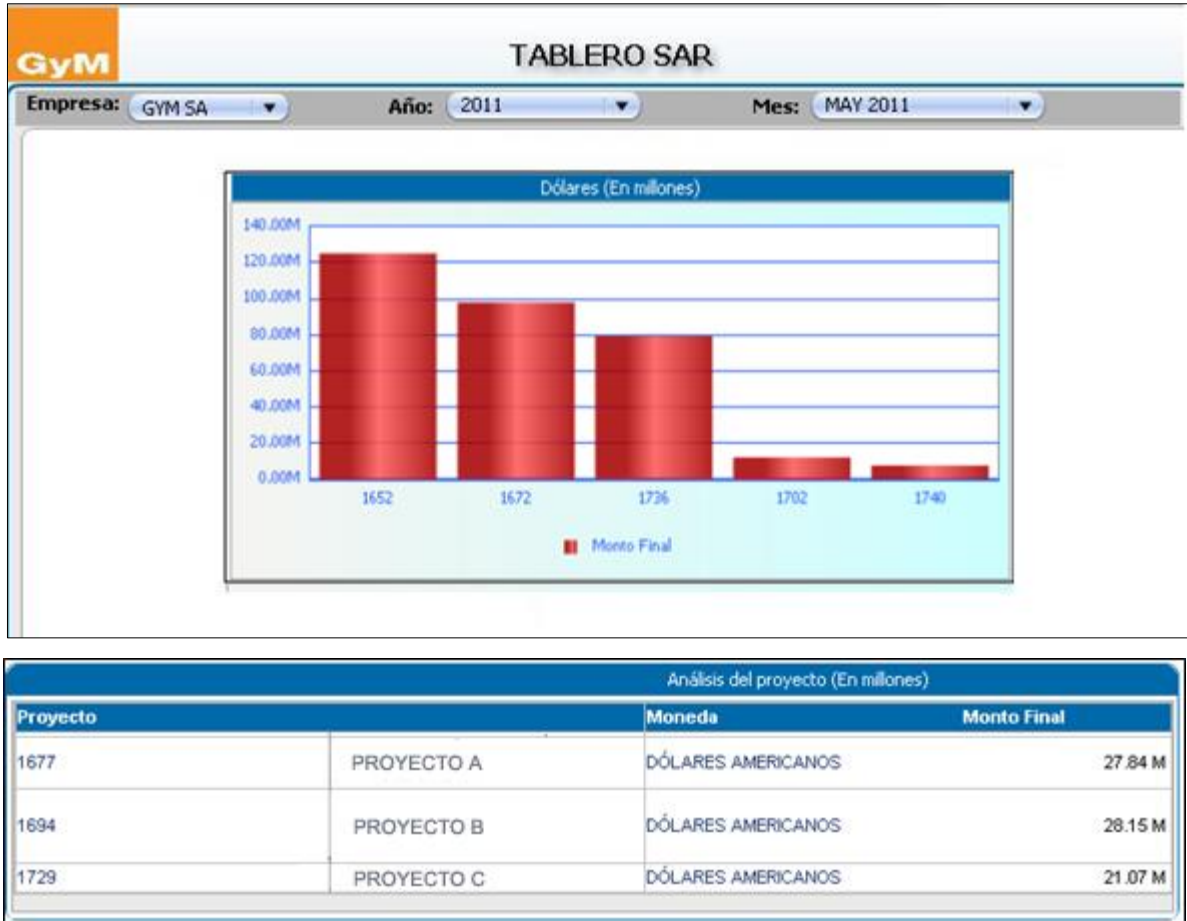 GyM
TABLERO SAR
Empresa: GYM SA Año: 2011 Mes: MAY 2011
Dólares (En millones)
140.00M
120.00M
100.00M
80.00M
60.00M
40.00M
20.00M
0.00M
1652 1672 1736 1702 1740
Monto Final
Análisis del proyecto (En millones)
Proyecto Moneda Monto Final
1677 PROYECTO A DÓLARES AMERICANOS 27.84 M
1694 PROYECTO B DÓLARES AMERICANOS 28.15 M
1729 PROYECTO C DÓLARES AMERICANOS 21.07 M